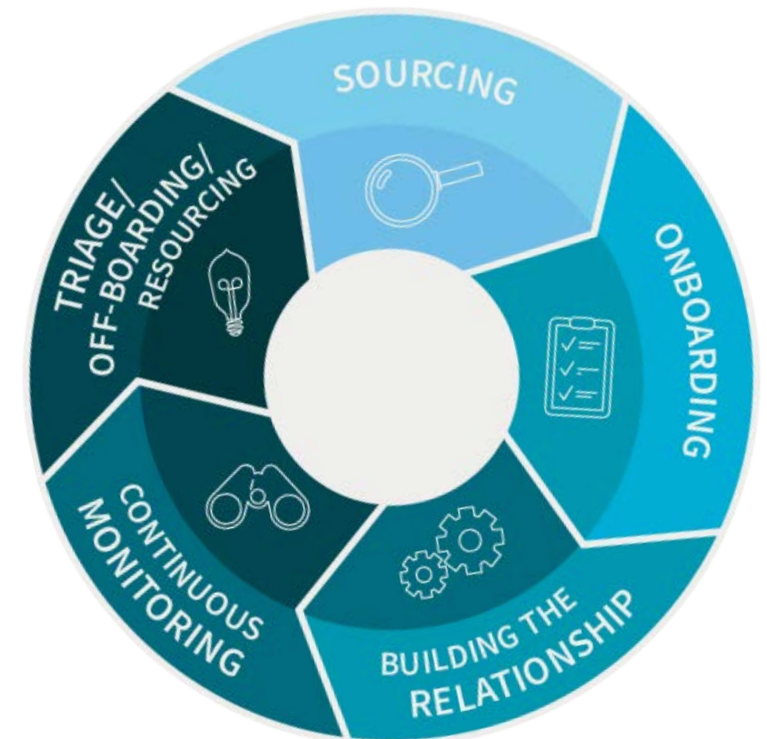 SOURCING
ONBOARDING
BUILDING THE
RELATIONSHIP
CONTINUOUS
MONITORING
TRIAGE/
OFF-BOARDING/
RESOURCING